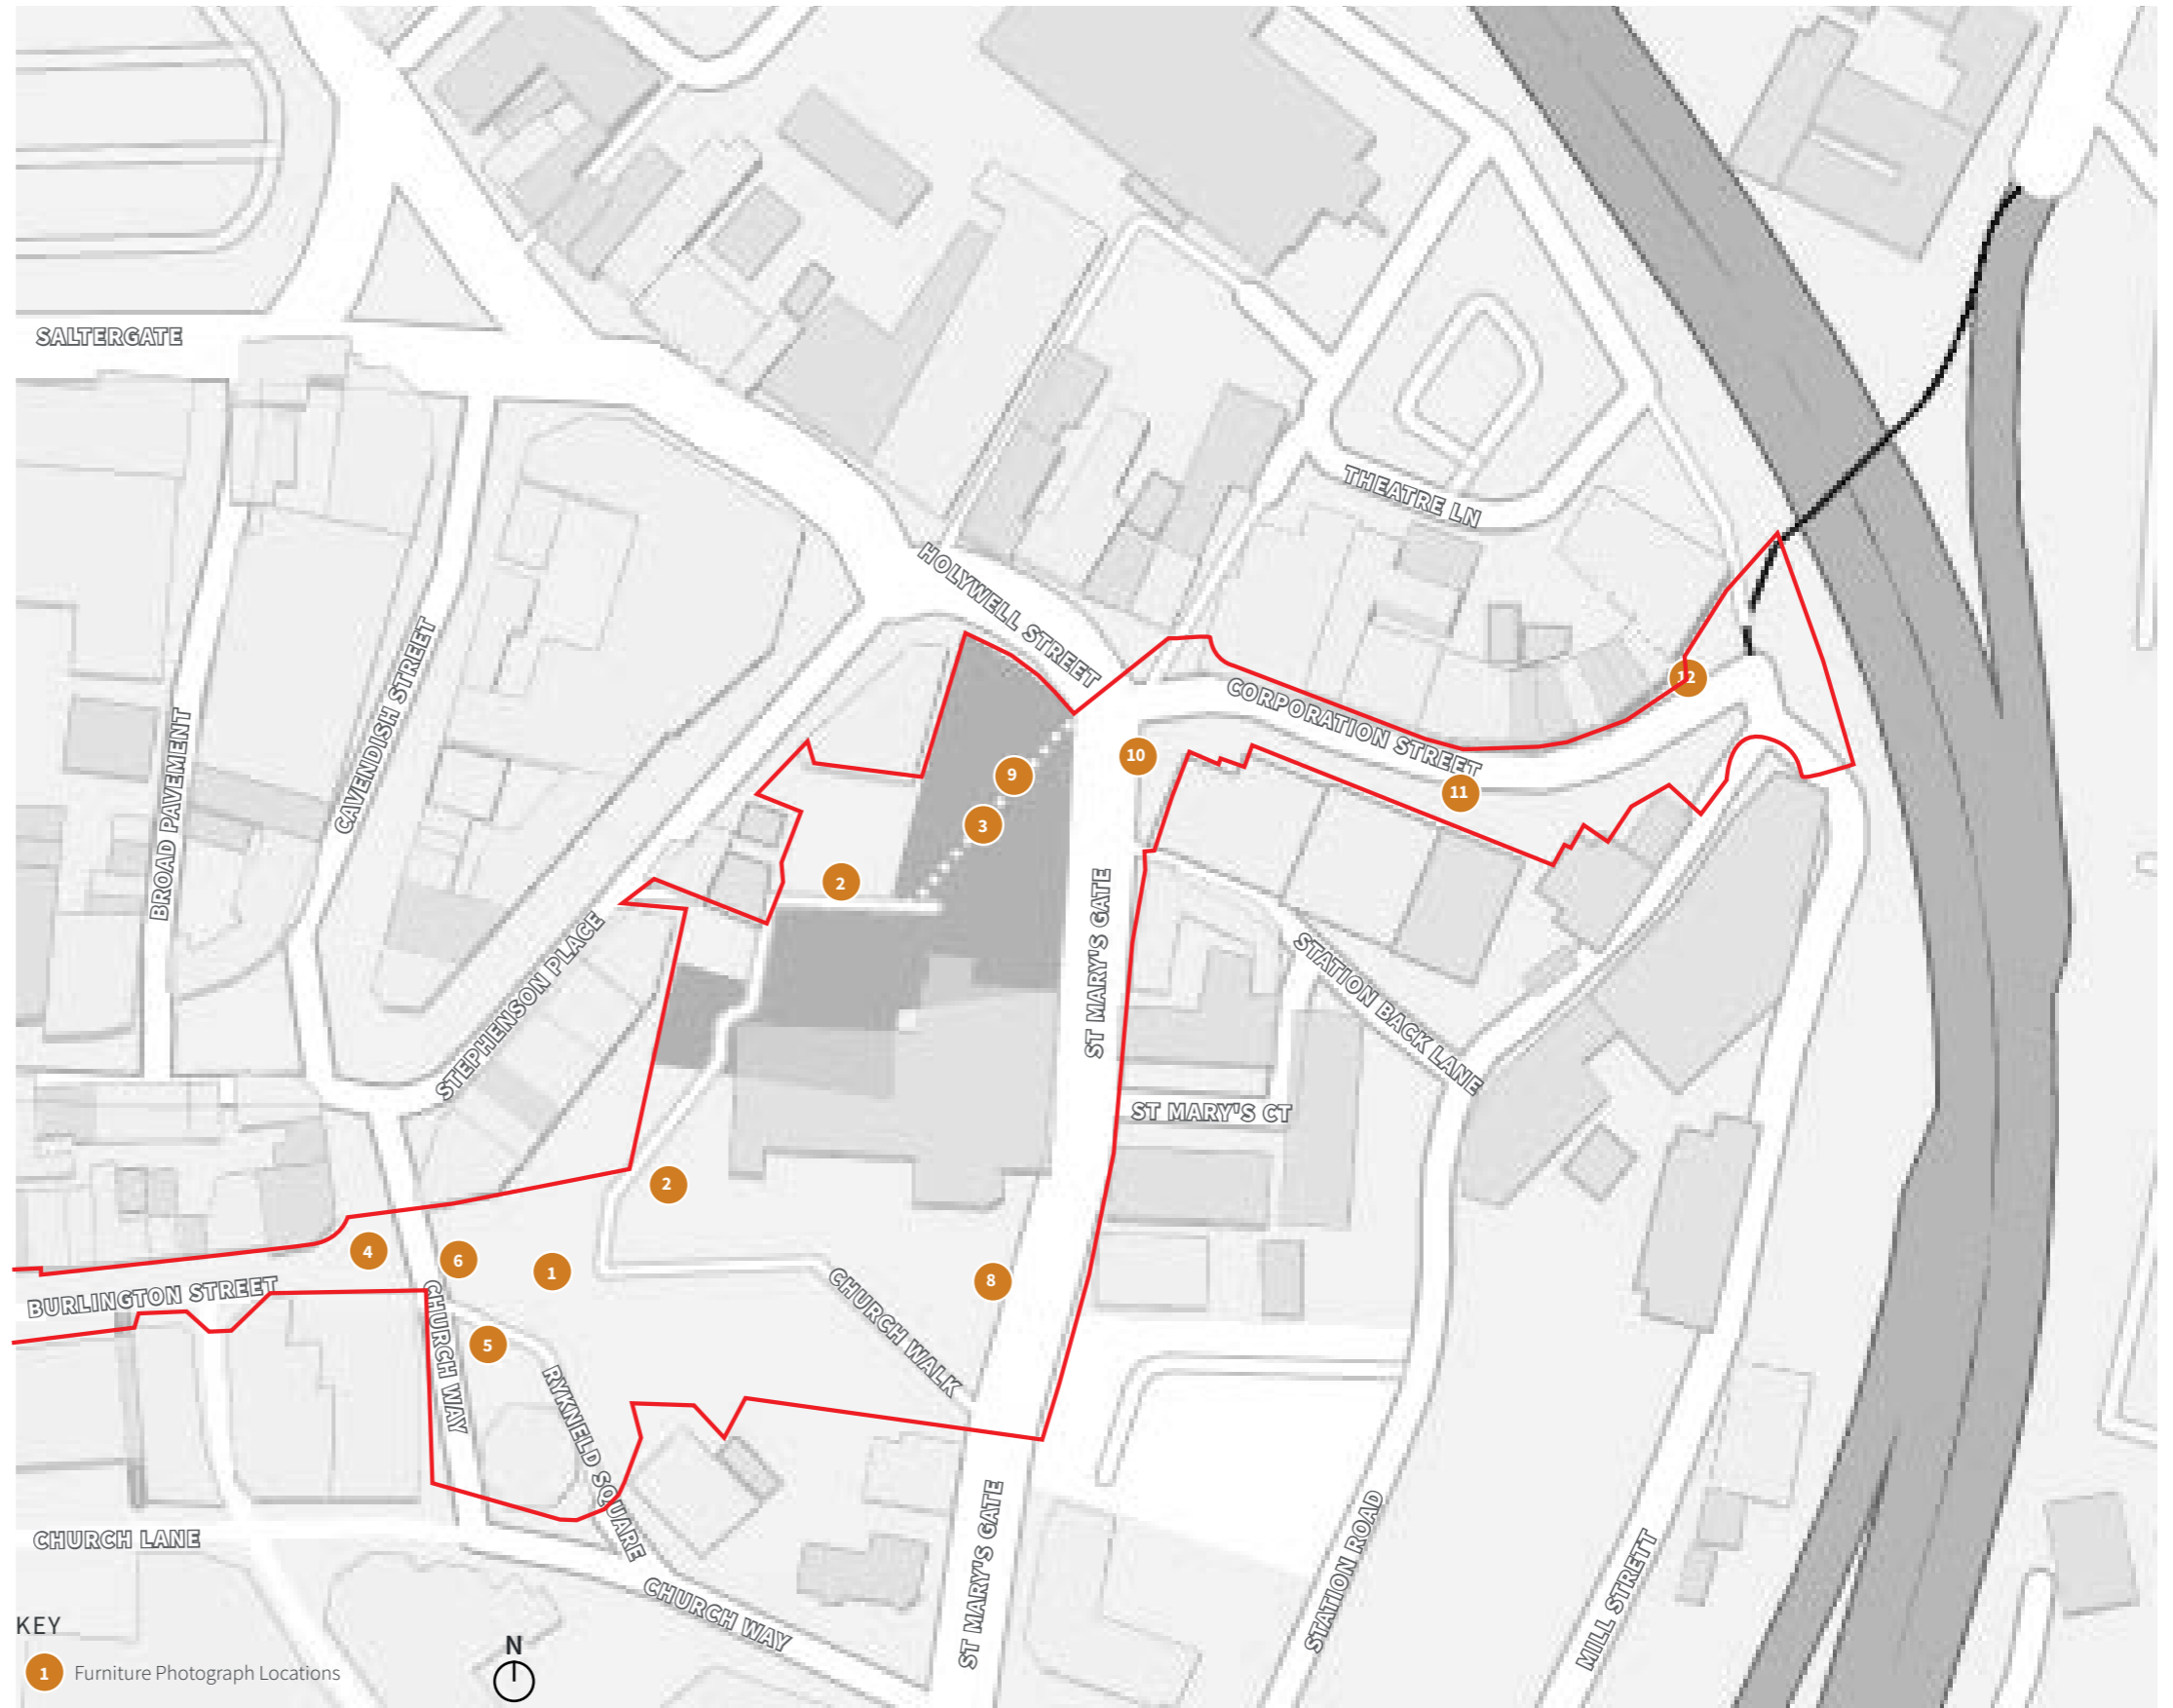 SALTERGATE
THEATRE LN
HOLYWELL STREET
CAVENDISH STREET
BROAD PAVEMENT
12
CORPORATION STREET
10
9
11
3
2
ST MARY'S GATE
STEPHENSON PLACE
STATION BACK LANE
ST MARY'S CT
2
4
6
1
8
BURLINGTON STREET
CHURCH WAY
5
CHURCH WALK
RYKNELD SQUARE
CHURCH LANE
CHURCH WAY
ST MARY'S GATE
STATION ROAD
MILL STRETT
KEY
1 Furniture Photograph Locations
N